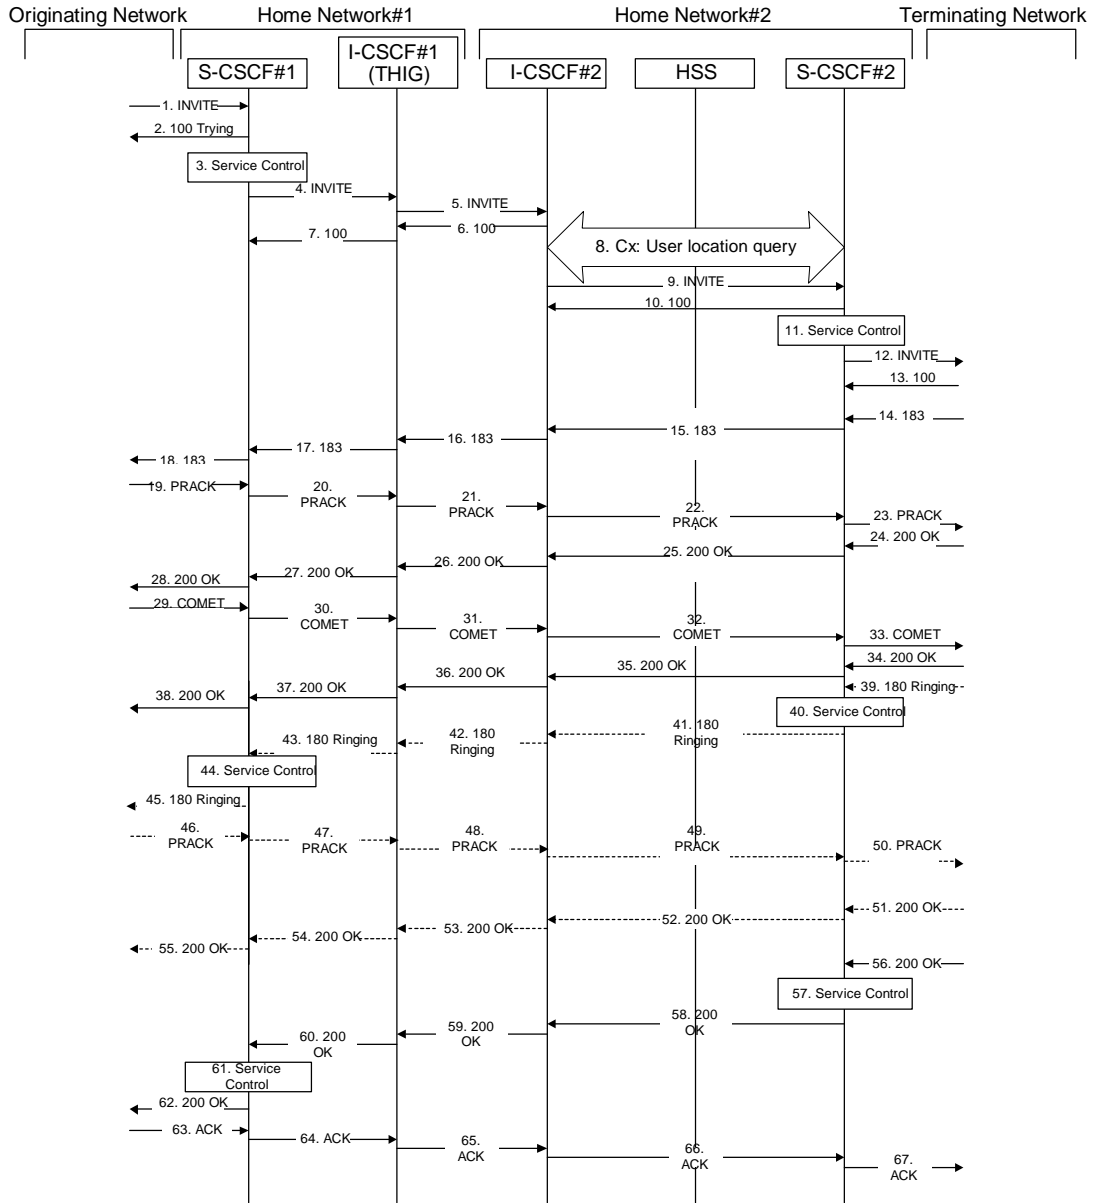 Originating Network
Home Network#1
Home Network#2
Terminating Network
S-CSCF#1
I-CSCF#1
(THIG)
I-CSCF#2
HSS
S-CSCF#2
1. INVITE
2. 100 Trying
3. Service Control
4. INVITE
5. INVITE
6. 100
7. 100
8. Cx: User location query
9. INVITE
10. 100
11. Service Control
12. INVITE
13. 100
14. 183
15. 183
16. 183
17. 183
18. 183
19. PRACK
20.
PRACK
21.
PRACK
22.
PRACK
23. PRACK
24. 200 OK
25. 200 OK
26. 200 OK
27. 200 OK
28. 200 OK
29. COMET
30.
COMET
31.
COMET
32.
COMET
33. COMET
34. 200 OK
35. 200 OK
36. 200 OK
37. 200 OK
38. 200 OK
39. 180 Ringing
40. Service Control
41. 180
Ringing
42. 180
Ringing
43. 180 Ringing
44. Service Control
45. 180 Ringing
46.
PRACK
47.
PRACK
48.
PRACK
49.
PRACK
50. PRACK
51. 200 OK
52. 200 OK
53. 200 OK
54. 200 OK
55. 200 OK
56. 200 OK
57. Service Control
58. 200
OK
59. 200
OK
60. 200
OK
61. Service
Control
62. 200 OK
63. ACK
64. ACK
65.
ACK
66.
ACK
67.
ACK